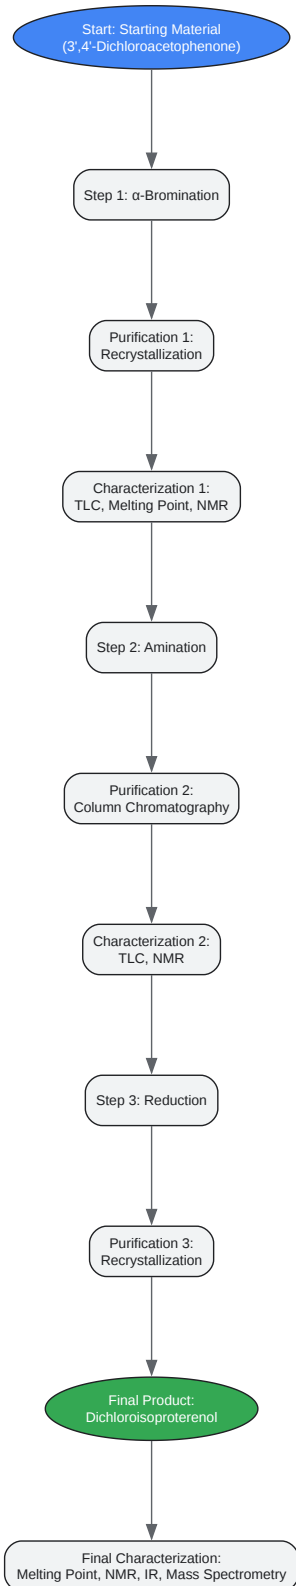 Start: Starting Material
(3',4'-Dichloroacetophenone)
Step 1: α-Bromination
Purification 1:
Recrystallization
Characterization 1:
TLC, Melting Point, NMR
Step 2: Amination
Purification 2:
Column Chromatography
Characterization 2:
TLC, NMR
Step 3: Reduction
Purification 3:
Recrystallization
Final Product:
Dichloroisoproterenol
Final Characterization:
Melting Point, NMR, IR, Mass Spectrometry